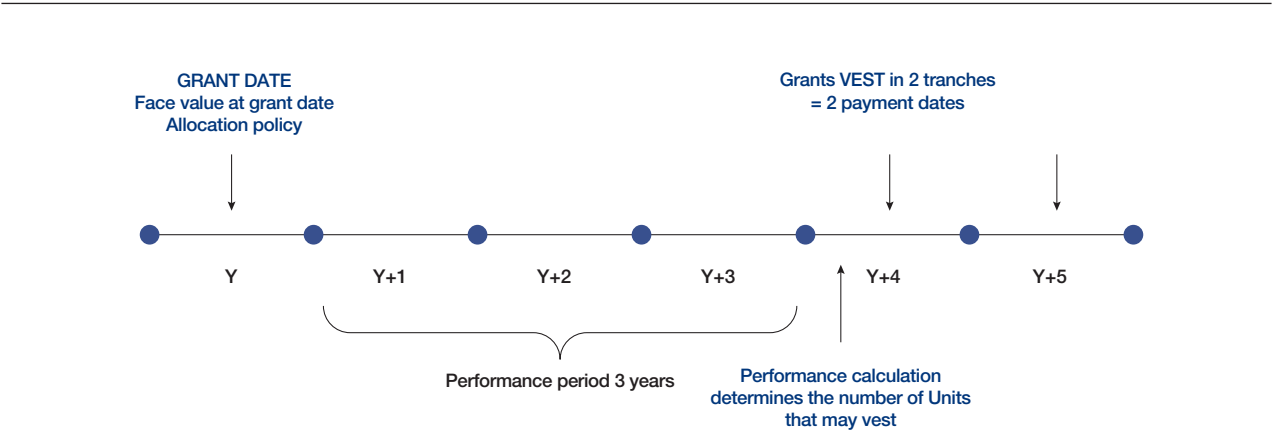 GRANT DATE
Face value at grant date
Allocation policy
Grants VEST in 2 tranches
= 2 payment dates
Y
Y+1
Y+2
Y+3
Y+4
Y+5
Performance period 3 years
Performance calculation
determines the number of Units
that may vest